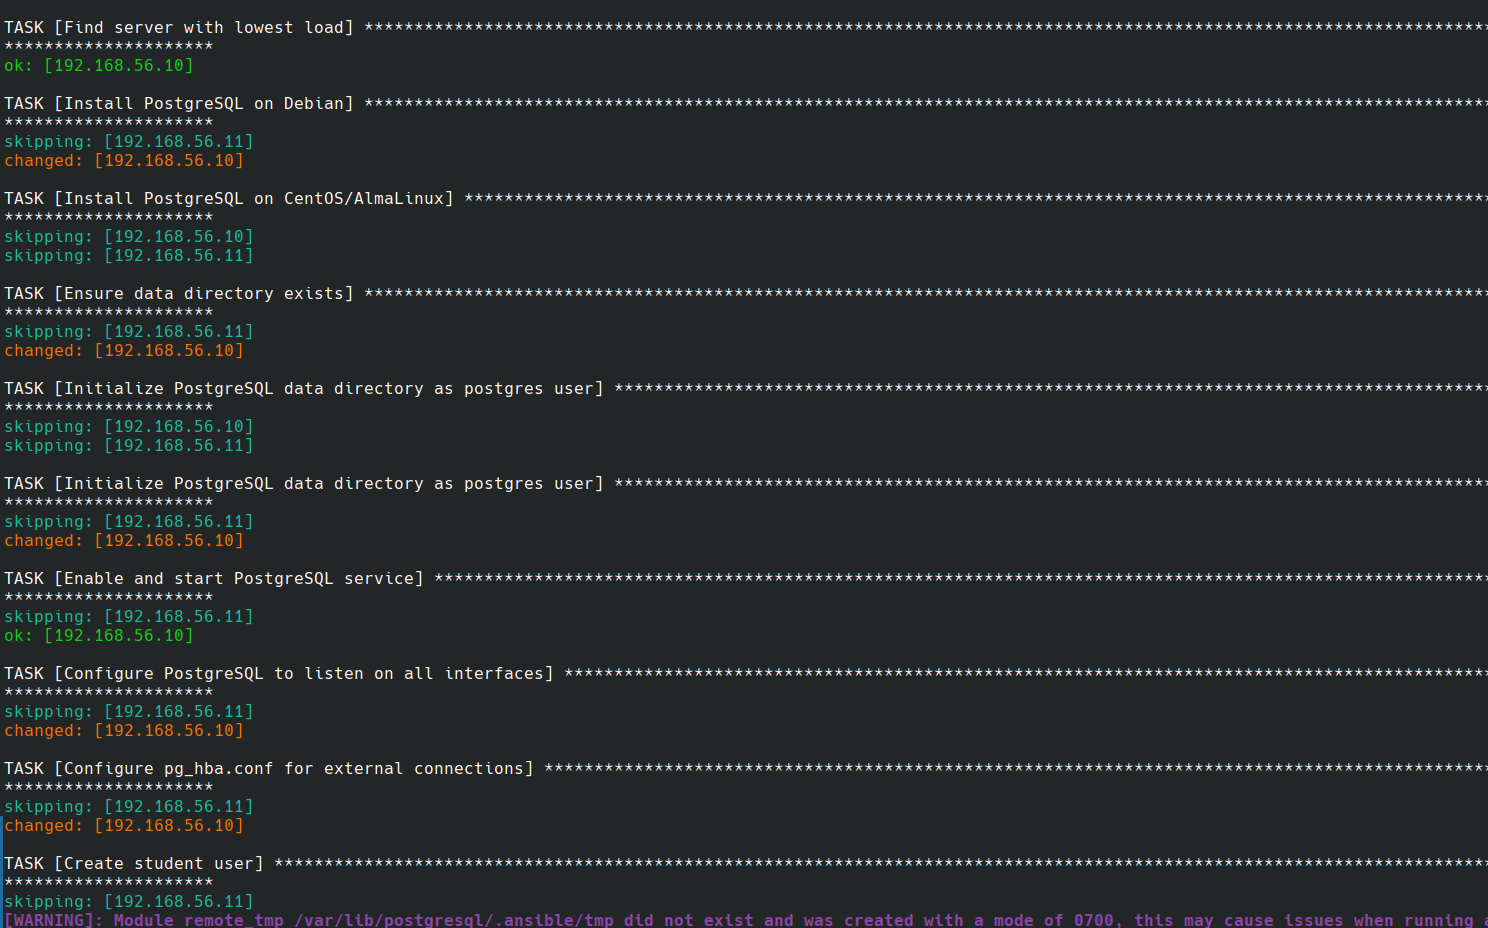 TASK [Find server with lowest load] *****************************************************************************************************************
*********************
ok: [192.168.56.10]
TASK [Install PostgreSQL on Debian] *****************************************************************************************************************
*********************
skipping: [192.168.56.11]
changed: [192.168.56.10]
TASK [Install PostgreSQL on CentOS/AlmaLinux] *******************************************************************************************************
*********************
skipping: [192.168.56.10]
skipping: [192.168.56.11]
TASK [Ensure data directory exists] *****************************************************************************************************************
*********************
skipping: [192.168.56.11]
changed: [192.168.56.10]
TASK [Initialize PostgreSQL data directory as postgres user] ****************************************************************************************
*********************
skipping: [192.168.56.10]
skipping: [192.168.56.11]
TASK [Initialize PostgreSQL data directory as postgres user] ****************************************************************************************
*********************
skipping: [192.168.56.11]
changed: [192.168.56.10]
TASK [Enable and start PostgreSQL service] **********************************************************************************************************
*********************
skipping: [192.168.56.11]
ok: [192.168.56.10]
TASK [Configure PostgreSQL to listen on all interfaces] *********************************************************************************************
*********************
skipping: [192.168.56.11]
changed: [192.168.56.10]
TASK [Configure pg_hba.conf for external connections] ***********************************************************************************************
*********************
skipping: [192.168.56.11]
changed: [192.168.56.10]
TASK [Create student user] **************************************************************************************************************************
*********************
skipping: [192.168.56.11]
[WARNING]: Module remote_tmp /var/lib/postgresql/.ansible/tmp did not exist and was created with a mode of 0700, this may cause issues when running a